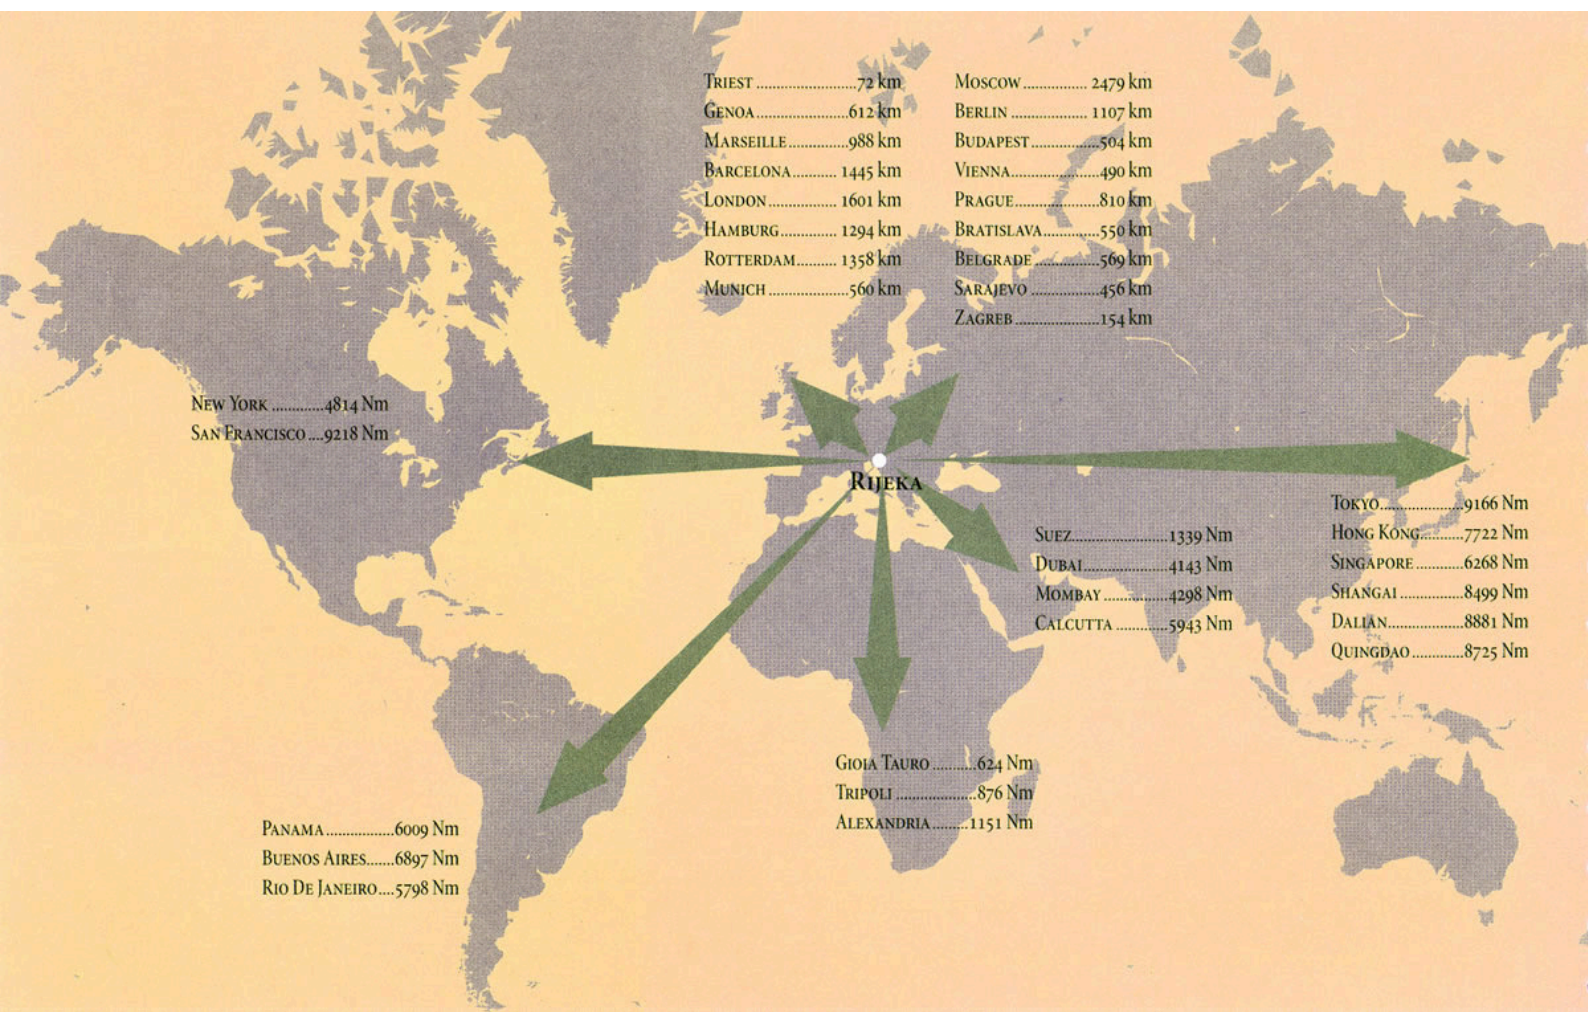 Triest ........................72 km
Genoa ......................612 km
Marseille ..............988 km
Barcelona .......... 1445 km
London ................ 1601 km
Hamburg ............. 1294 km
Rotterdam .......... 1358 km
Munich ...................560 km
Moscow ............... 2479 km
Berlin .................. 1107 km
Budapest ................504 km
Vienna .....................490 km
Prague ....................810 km
Bratislava .............550 km
Belgrade ...............569 km
Sarajevo ................456 km
Zagreb ....................154 km
New York .............4814 Nm
San Francisco ....9218 Nm
Rijeka
Tokyo ....................9166 Nm
Hong Kong ..........7722 Nm
Singapore ............6268 Nm
Shangai ................8499 Nm
Dalian ...................8881 Nm
Quingdao .............8725 Nm
Suez .......................1339 Nm
Dubai ....................4143 Nm
Mombay ................4298 Nm
Calcutta .............5943 Nm
Gioia Tauro ...........624 Nm
Tripoli ....................876 Nm
Alexandria .........1151 Nm
Panama .................6009 Nm
Buenos Aires .......6897 Nm
Rio De Janeiro ....5798 Nm